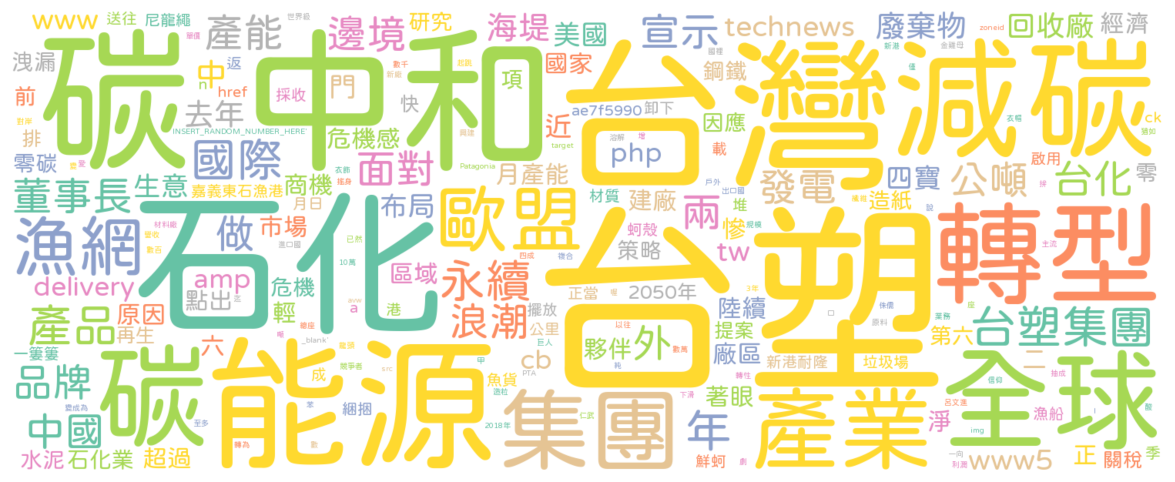 www 送往 尼龍繩 產能 邊境 研究 海堤 美國 宣示 technews 廢棄物 回收廠 經濟
洩漏 碳中和 國家 台灣 鋼鐵 減碳
前 中 返 href 採收 門 項 快 ae7f5990 卸下
排 去年 INSERT_RANDOM_NUMBER_HERE' 危機感 近 php 因應 載 啟用 ck
零碳 國際 面對 Patagonia 月產能 target 發電 四寶 公噸 台化 零
董事長 生意 嘉義東石漁港 商機 月日 布局 歐盟 材質 建廠 堆 兩 慘 造紙
漁網 做 市場 石化 台塑 蚵殼 策略 tw 轉型
delivery amp 危機 10萬 區域 永續 正當 2050年 陸續
產品 原因 點出 輕 a 港 浪潮 擺放 公里 提案 第六 台塑集團
再生 六 _blank' 巨人 夥伴 外 廠區 新港耐隆 垃圾場 二
一簍簍 品牌 碳 能源 成 cb PTA 魚貨 著眼 產業 全球
中國 綑捆 2018年 集團 年 淨 漁船 img
水泥 石化業 超過 轉為 鮮蚵 www5 正 關稅 季